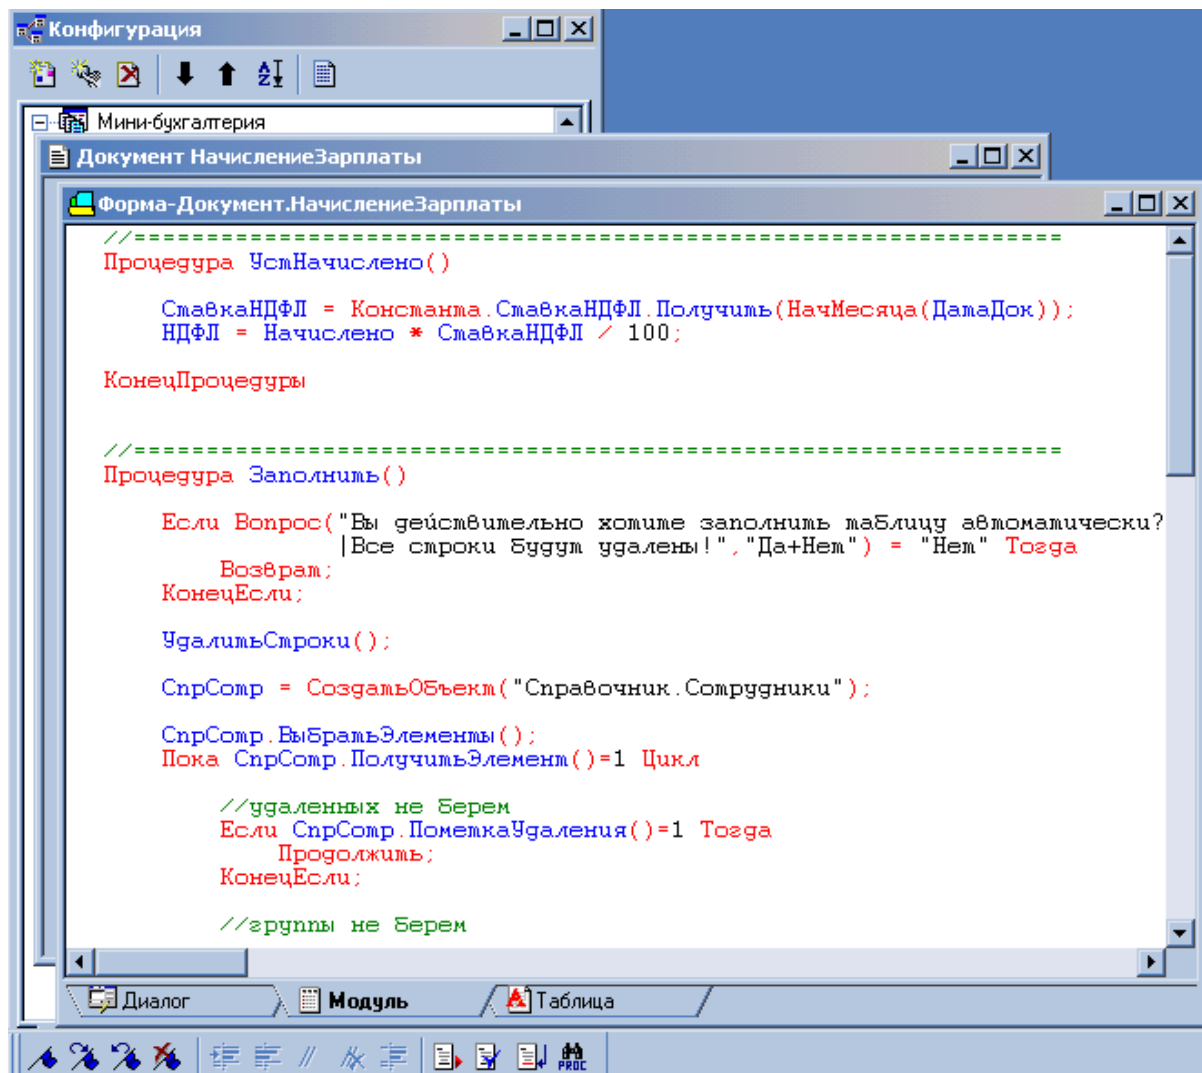 Конфигурация
Мини-бухгалтерия
Документ НачислениеЗарплаты
Форма-Документ.НачислениеЗарплаты
//================================================================
Процедура УстНачислено()
СтавкаНДФЛ = Константа.СтавкаНДФЛ.Получить(НачМесяца(ДатаДок));
НДФЛ = Начислено * СтавкаНДФЛ / 100;
КонецПроцедуры
//================================================================
Процедура Заполнить()
Если Вопрос("Вы действительно хотите заполнить таблицу автоматически?
|Все строки будут удалены!","Да+Нет") = "Нет" Тогда
Возврат;
КонецЕсли;
УдалитьСтроки();
СпрСотр = СоздатьОбъект("Справочник.Сотрудники");
СпрСотр.ВыбратьЭлементы();
Пока СпрСотр.ПолучитьЭлемент()=1 Цикл
//удаленных не берем
Если СпрСотр.ПометкаУдаления()=1 Тогда
Продолжить;
КонецЕсли;
//группы не берем
Диалог Модуль Таблица
PROC